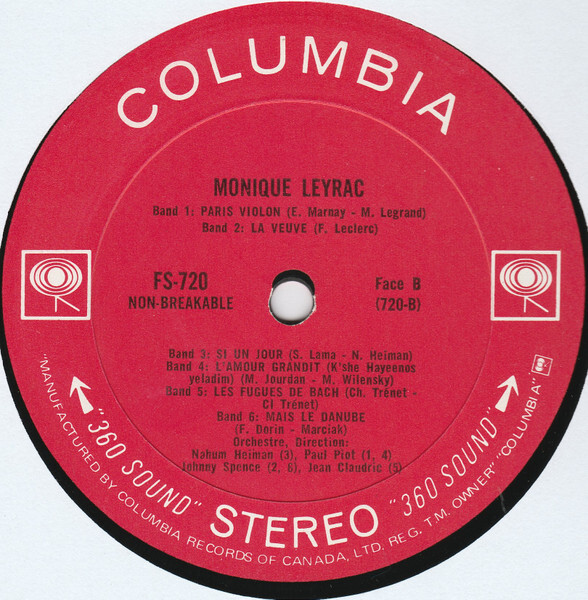 COLUMBIA
MONIQUE LEYRAC
Band 1: PARIS VIOLON (E. Marnay - M. Legrand)
Band 2: LA VEUVE (F. Leclerc)
FS-720
NON-BREAKABLE
Face B
(720-B)
Band 3: SI UN JOUR (S. Lama - N. Heiman)
Band 4: L'AMOUR GRANDIT (K'she Hayeenos
yeladim) (M. Jourdan - M. Wilensky)
Band 5: LES FUGUES DE BACH (Ch. Trénet -
Cl Trénet)
Band 6: MAIS LE DANUBE
(F. Dorin - Marciak)
Orchestre, Direction:
Nahum Heiman (3), Paul Piot (1, 4)
Johnny Spence (2, 6), Jean Claudric (5)
"360 SOUND" STEREO "360 SOUND"
"MANUFACTURED BY COLUMBIA RECORDS OF CANADA, LTD. REG. T.M. OWNER" "COLUMBIA"